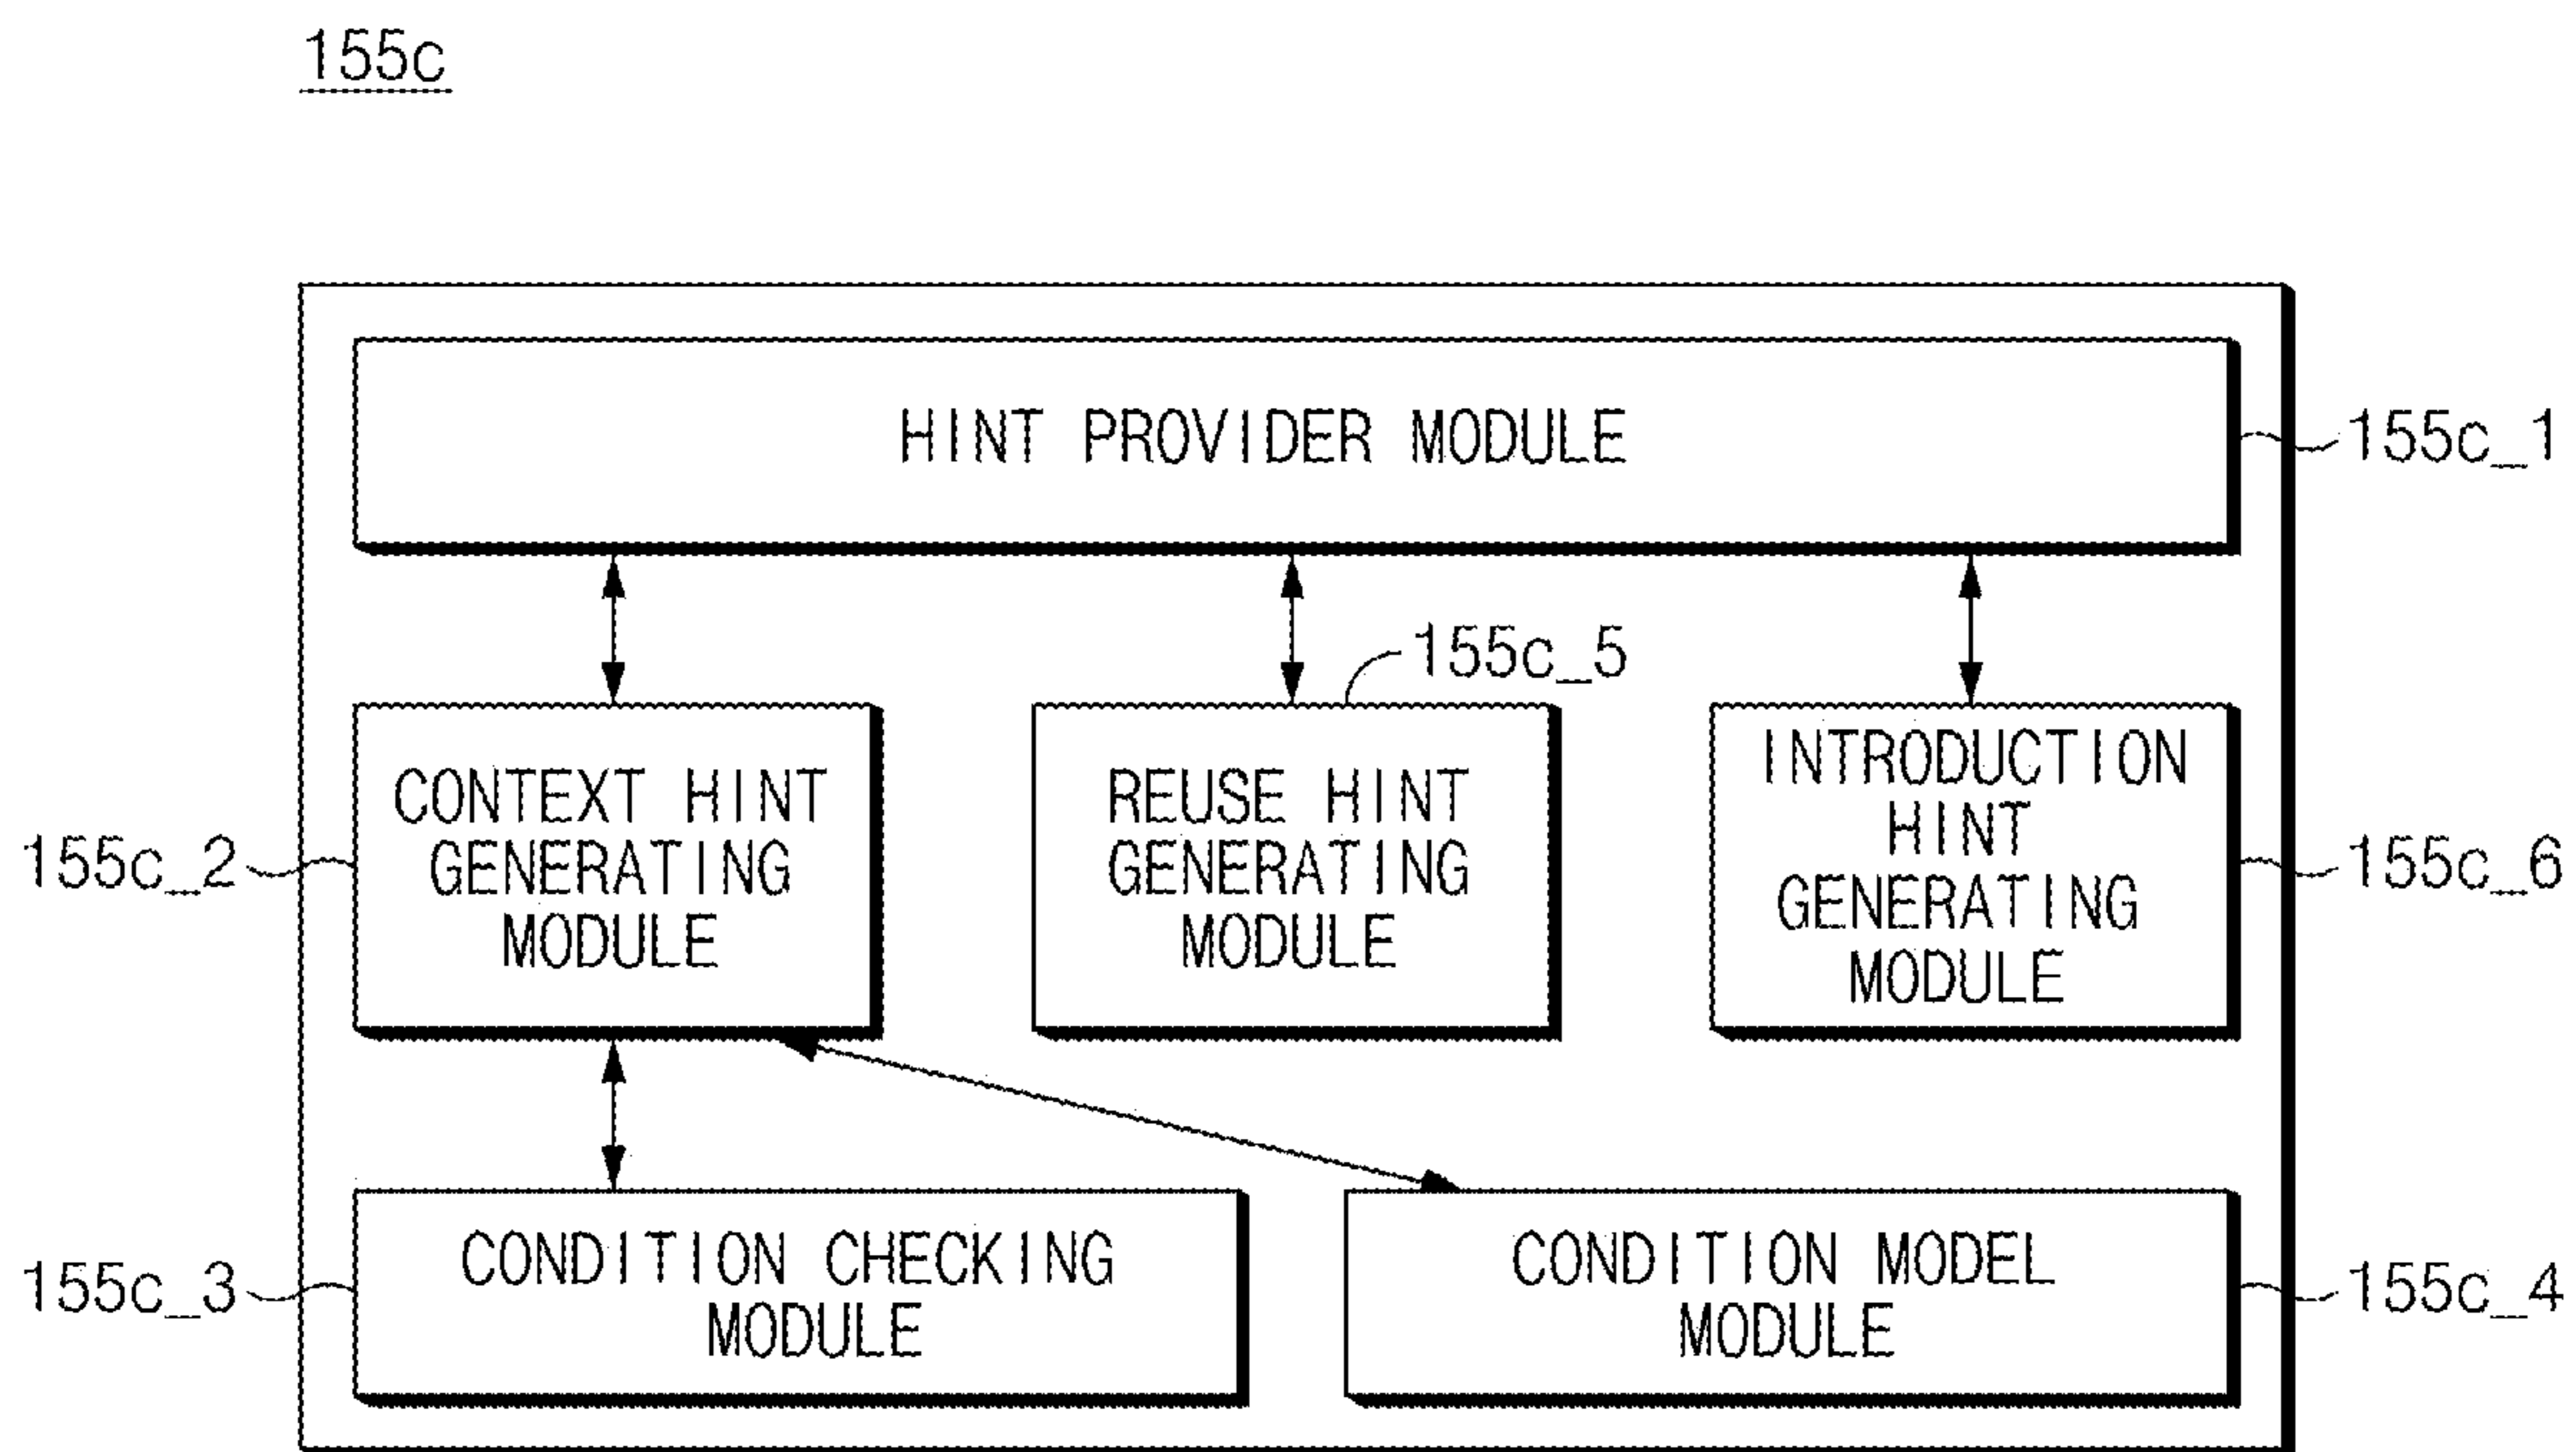 155c
HINT PROVIDER MODULE
155c_1
155c_5
CONTEXT HINT
GENERATING
MODULE
155c_2
REUSE HINT
GENERATING
MODULE
INTRODUCTION
HINT
GENERATING
MODULE
155c_6
CONDITION CHECKING
MODULE
155c_3
CONDITION MODEL
MODULE
155c_4